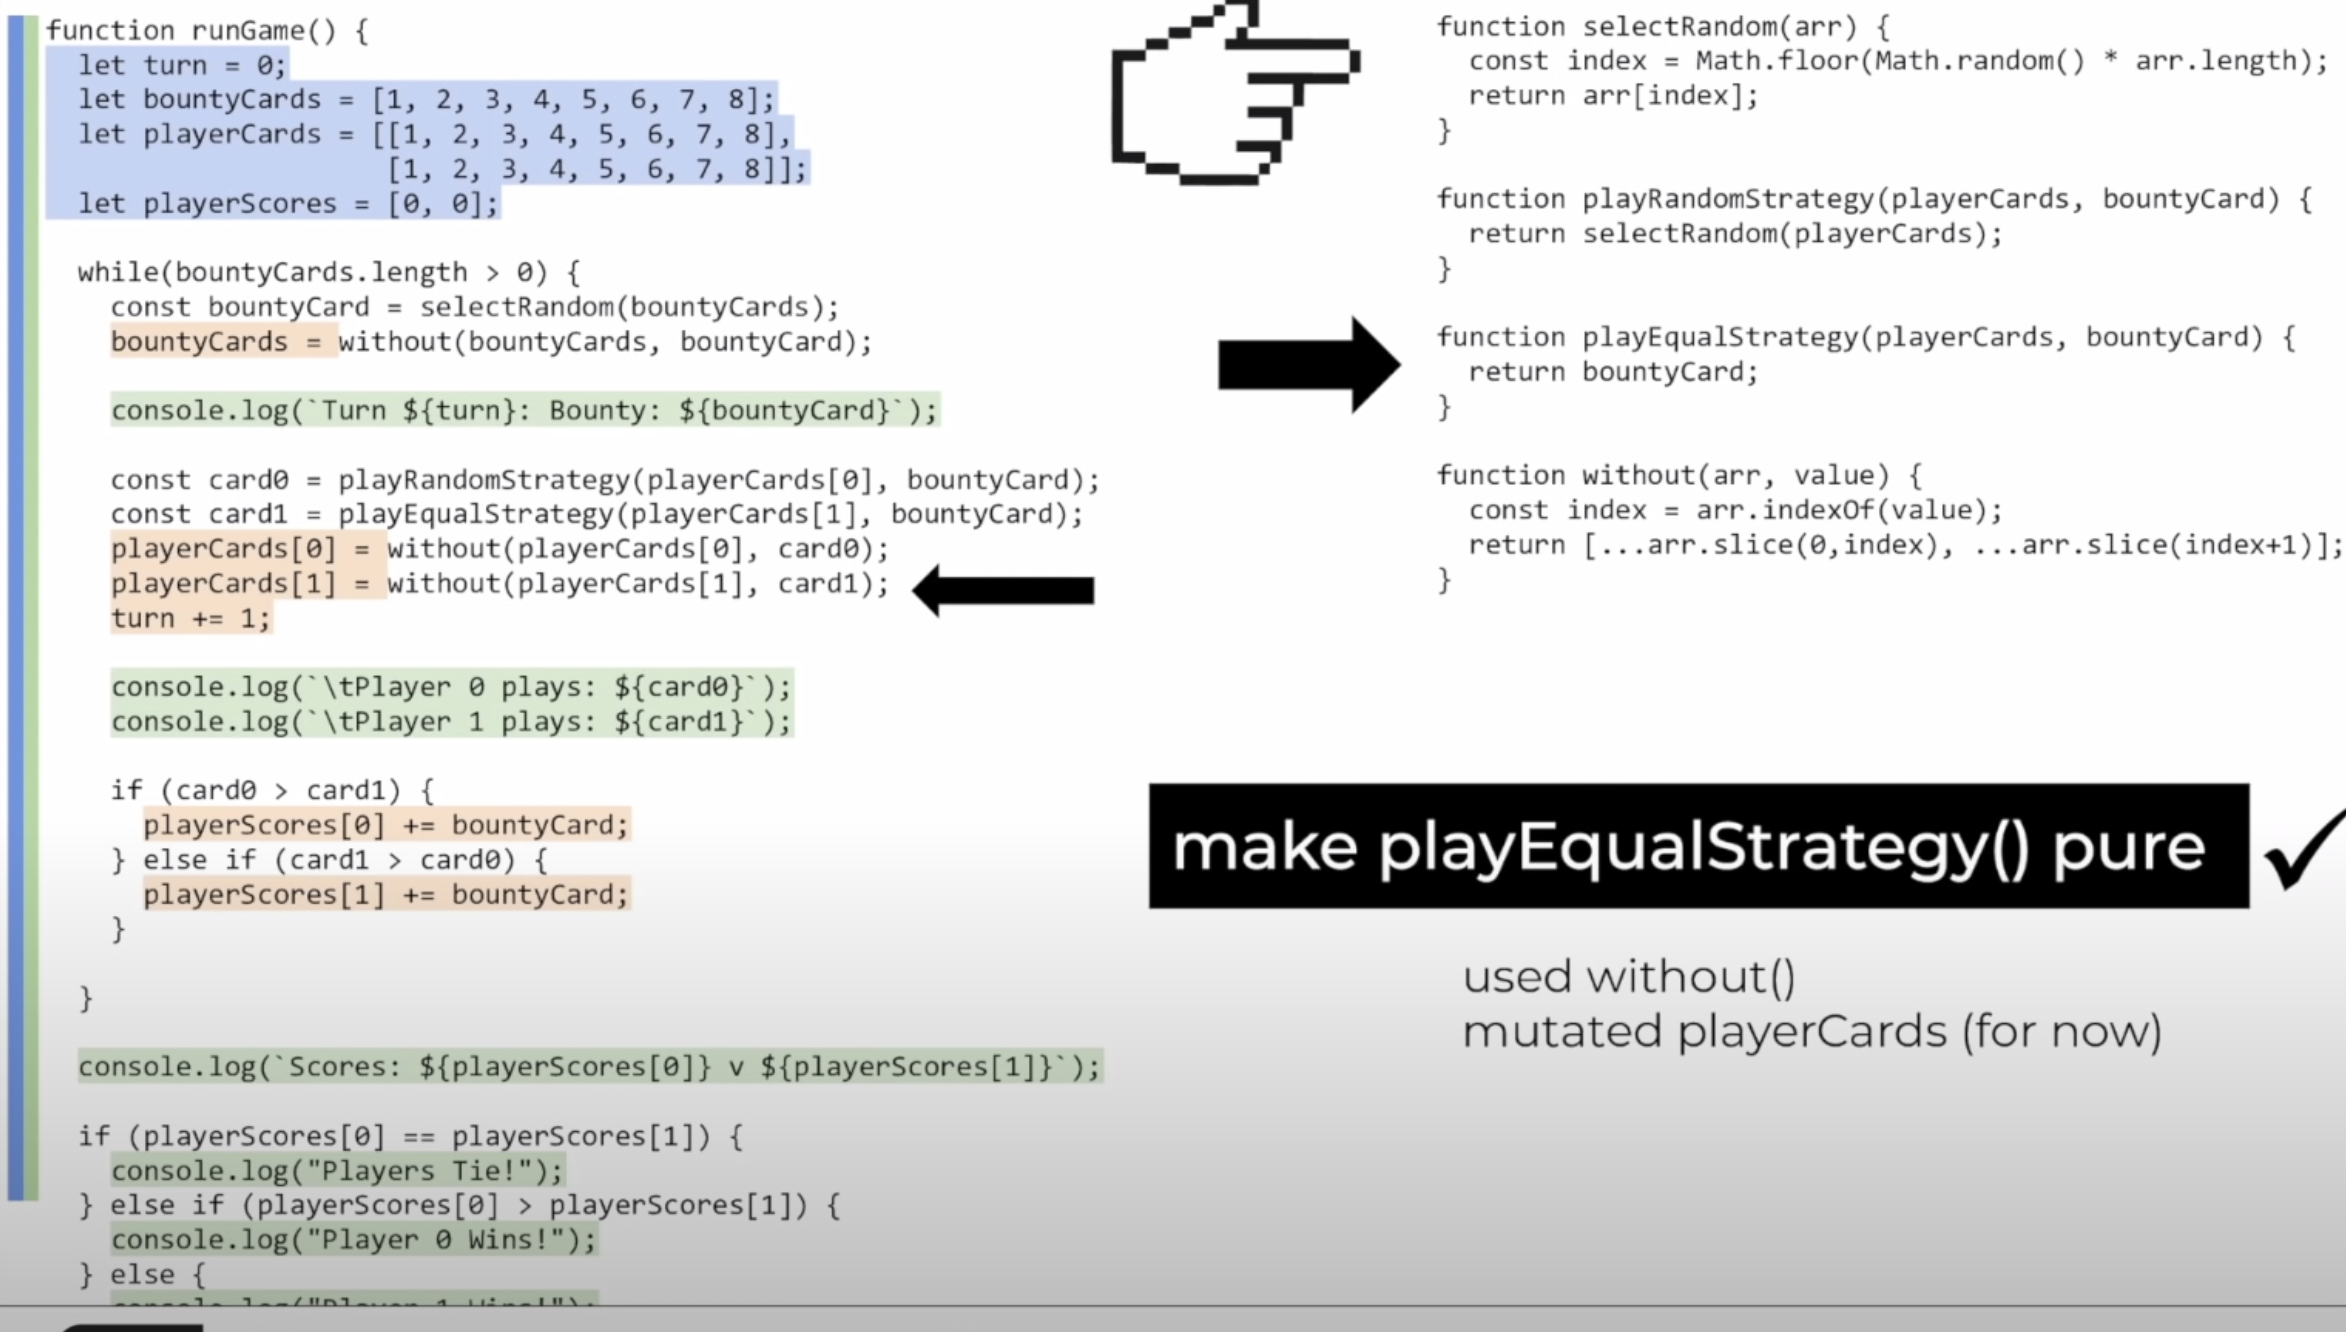 function runGame() {
  let turn = 0;
  let bountyCards = [1, 2, 3, 4, 5, 6, 7, 8];
  let playerCards = [[1, 2, 3, 4, 5, 6, 7, 8],
                     [1, 2, 3, 4, 5, 6, 7, 8]];
  let playerScores = [0, 0];

  while(bountyCards.length > 0) {
    const bountyCard = selectRandom(bountyCards);
    bountyCards = without(bountyCards, bountyCard);

    console.log(`Turn ${turn}: Bounty: ${bountyCard}`);

    const card0 = playRandomStrategy(playerCards[0], bountyCard);
    const card1 = playEqualStrategy(playerCards[1], bountyCard);
    playerCards[0] = without(playerCards[0], card0);
    playerCards[1] = without(playerCards[1], card1);
    turn += 1;

    console.log(`\tPlayer 0 plays: ${card0}`);
    console.log(`\tPlayer 1 plays: ${card1}`);

    if (card0 > card1) {
      playerScores[0] += bountyCard;
    } else if (card1 > card0) {
      playerScores[1] += bountyCard;
    }

  }

  console.log(`Scores: ${playerScores[0]} v ${playerScores[1]}`);

  if (playerScores[0] == playerScores[1]) {
    console.log("Players Tie!");
  } else if (playerScores[0] > playerScores[1]) {
    console.log("Player 0 Wins!");
  } else {
    console.log("Player 1 Wins!");

function selectRandom(arr) {
  const index = Math.floor(Math.random() * arr.length);
  return arr[index];
}

function playRandomStrategy(playerCards, bountyCard) {
  return selectRandom(playerCards);
}

function playEqualStrategy(playerCards, bountyCard) {
  return bountyCard;
}

function without(arr, value) {
  const index = arr.indexOf(value);
  return [...arr.slice(0,index), ...arr.slice(index+1)];
}

make playEqualStrategy() pure ✓
used without()
mutated playerCards (for now)